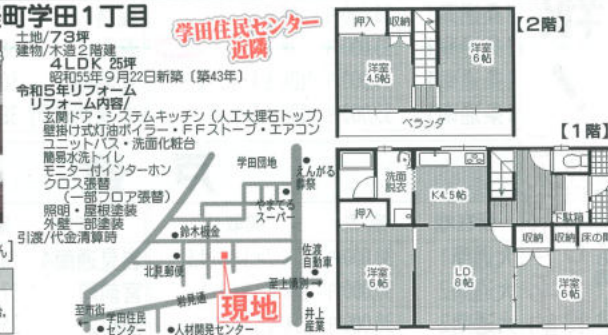 町学田1丁目
土地/73坪
建物/木造2階建
4LDK 25坪
昭和55年9月22日新築〔築43年〕
令和5年リフォーム
リフォーム内容/
玄関ドア・システムキッチン(人工大理石トップ)
壁掛け式灯油ボイラー・FFストーブ・エアコン
ユニットバス・洗面化粧台
簡易水洗トイレ
モニター付インターホン
クロス張替
(一部フロア張替)
照明・屋根塗装
外壁一部塗装
引渡/代金清算時
学田住民センター
近隣
学田団地
えんがる
葬祭
やまでる
スーパー
鈴木板金
北見郵便
佐渡
自動車
岩見通
至上湧別→
至市街
現地
学田住民
センター
人材開発センター
井上
産業
【2階】
押入
収納
洋室
4.5帖
洋室
6帖
ベランダ
【1階】
洗面
脱衣
K4.5帖
下駄箱
押入
収納
収納
床の間
洋室
6帖
LD
8帖
洋室
6帖
ん]